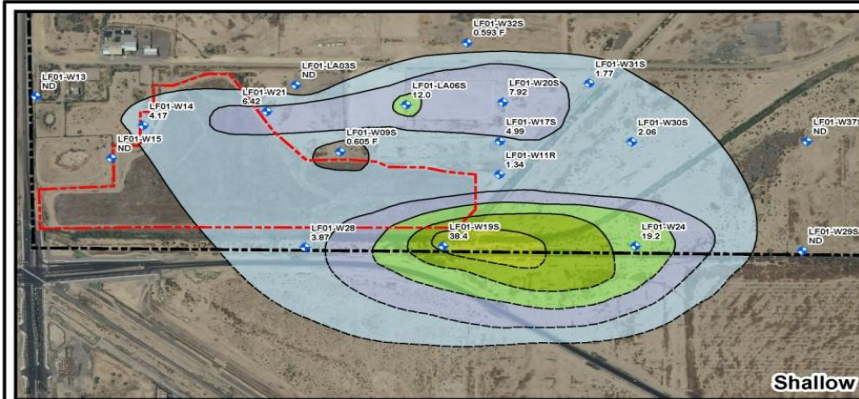 LF01-W32S
0.593 F
LF01-W13
ND
LF01-LA03S
ND
LF01-W31S
1.77
LF01-W21
6.42
LF01-LA06S
12.0
LF01-W20S
7.92
LF01-W14
4.17
LF01-W17S
4.99
LF01-W30S
2.06
LF01-W37S
ND
LF01-W15
ND
LF01-W09S
0.605 F
LF01-W11R
1.34
LF01-W28
3.87
LF01-W19S
38.4
LF01-W24
19.2
LF01-W29S
ND
Shallow